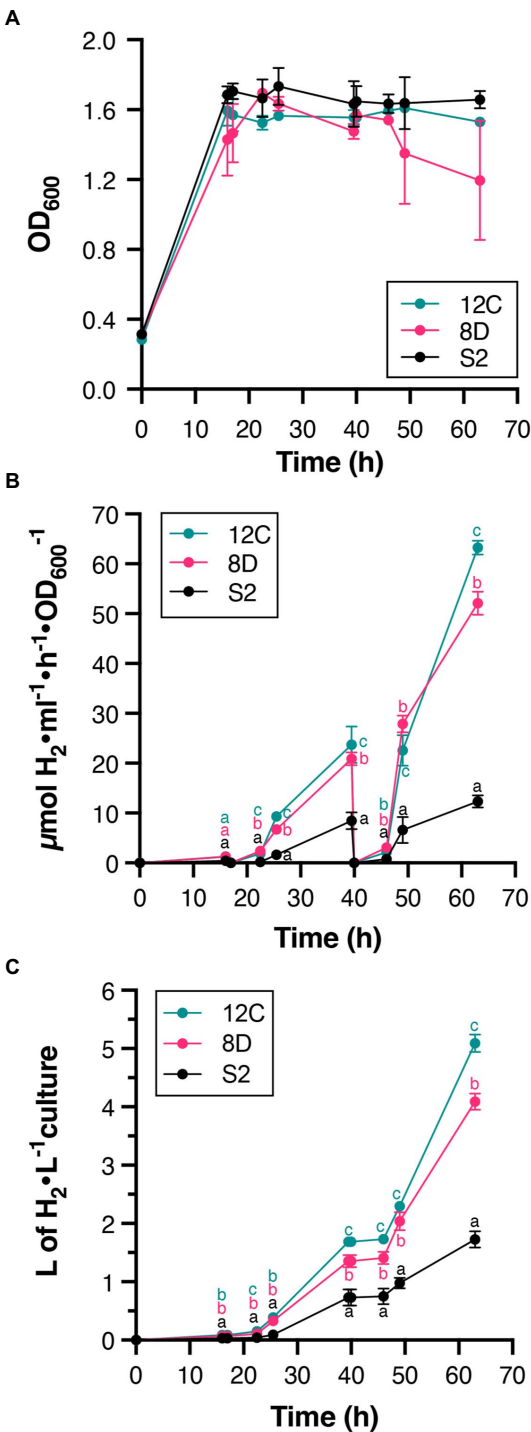 A
OD600
2.0
1.6
1.2
0.8
0.4
0.0
12C
8D
S2
0 10 20 30 40 50 60 70
Time (h)
B
µmol H2•ml-1•h-1•OD600-1
70
60
50
40
30
20
10
0
12C
8D
S2
a
a
a
c
b
a
c
b
a
c
b
a
b
b
a
b
c
a
c
b
a
0 10 20 30 40 50 60 70
Time (h)
C
L of H2•L-1culture
6
5
4
3
2
1
0
12C
8D
S2
b
b
a
c
b
a
b
b
a
c
b
a
c
b
a
c
b
a
c
b
a
0 10 20 30 40 50 60 70
Time (h)